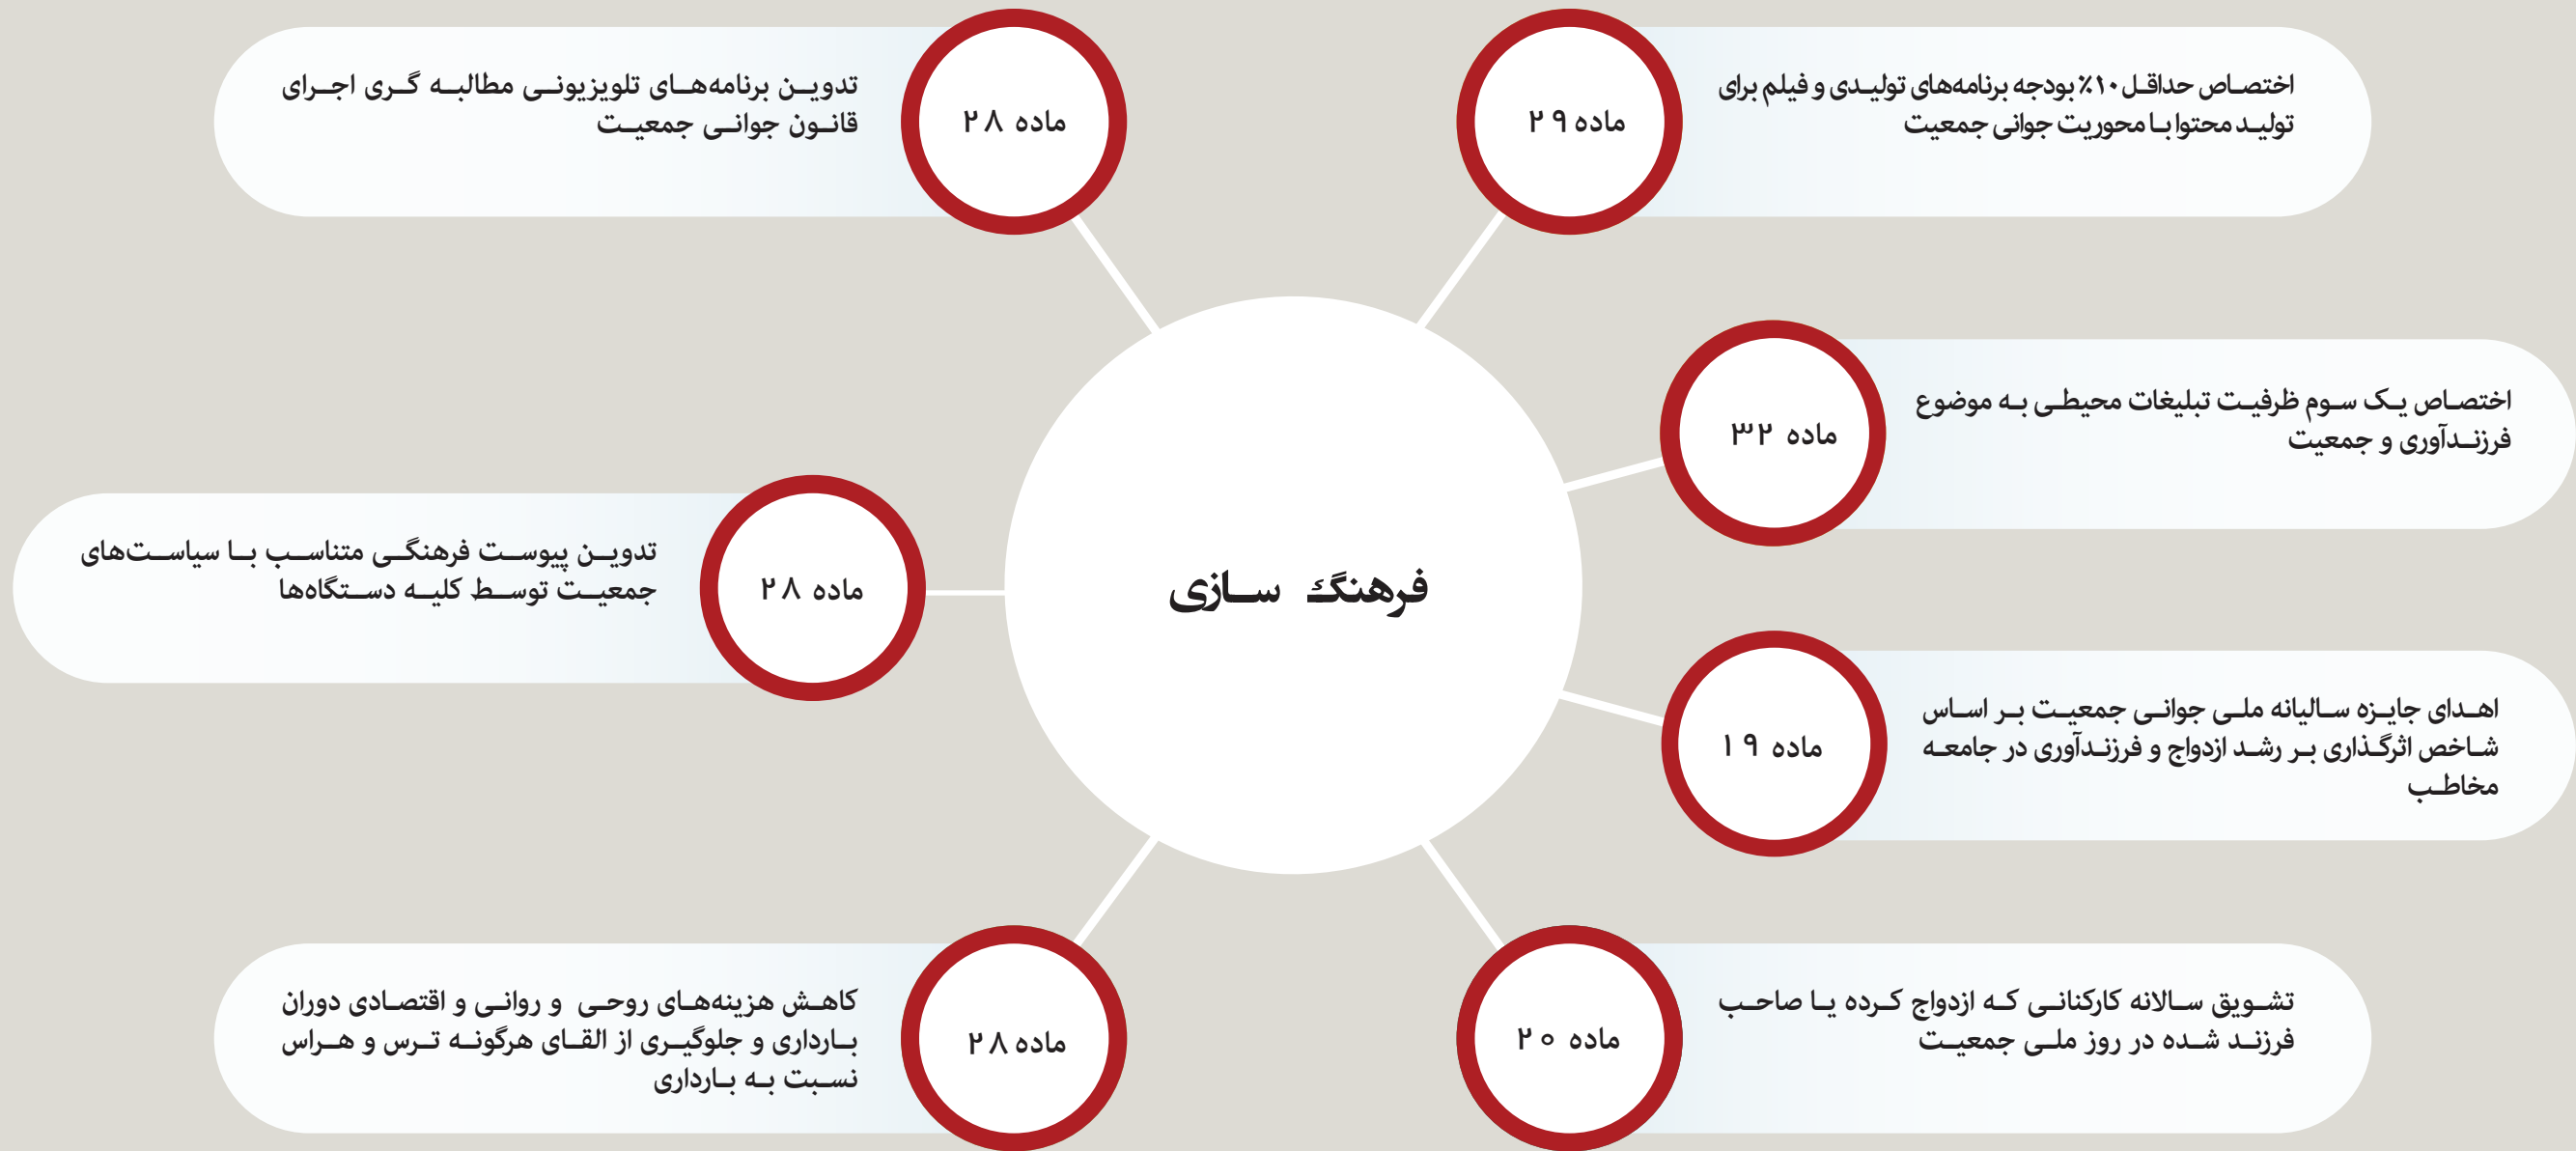 فرهنگ سازی
ماده ۲۹
اختصاص حداقل ۱۰٪ بودجه برنامه‌های تولیدی و فیلم برای
تولید محتوا با محوریت جوانی جمعیت
ماده ۳۲
اختصاص یک سوم ظرفیت تبلیغات محیطی به موضوع
فرزندآوری و جمعیت
ماده ۱۹
اهدای جایزه سالیانه ملی جوانی جمعیت بر اساس
شاخص اثرگذاری بر رشد ازدواج و فرزندآوری در جامعه
مخاطب
ماده ۲۰
تشویق سالانه کارکنانی که ازدواج کرده یا صاحب
فرزند شده در روز ملی جمعیت
ماده ۲۸
تدوین برنامه‌های تلویزیونی مطالبه گری اجرای
قانون جوانی جمعیت
ماده ۲۸
تدوین پیوست فرهنگی متناسب با سیاست‌های
جمعیت توسط کلیه دستگاه‌ها
ماده ۲۸
کاهش هزینه‌های روحی و روانی و اقتصادی دوران
بارداری و جلوگیری از القای هرگونه ترس و هراس
نسبت به بارداری